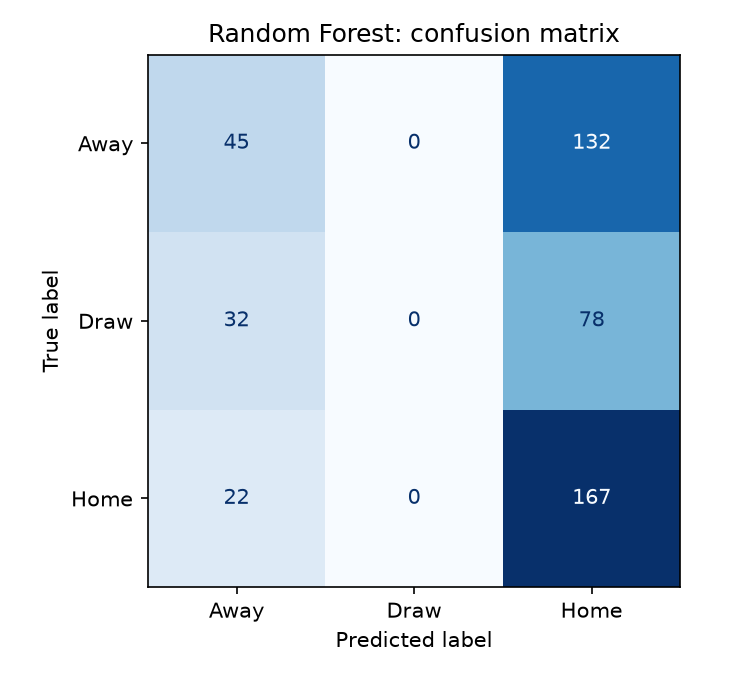 Random Forest: confusion matrix
Away 45 0 132
Draw 32 0 78
Home 22 0 167
True label
Away Draw Home
Predicted label